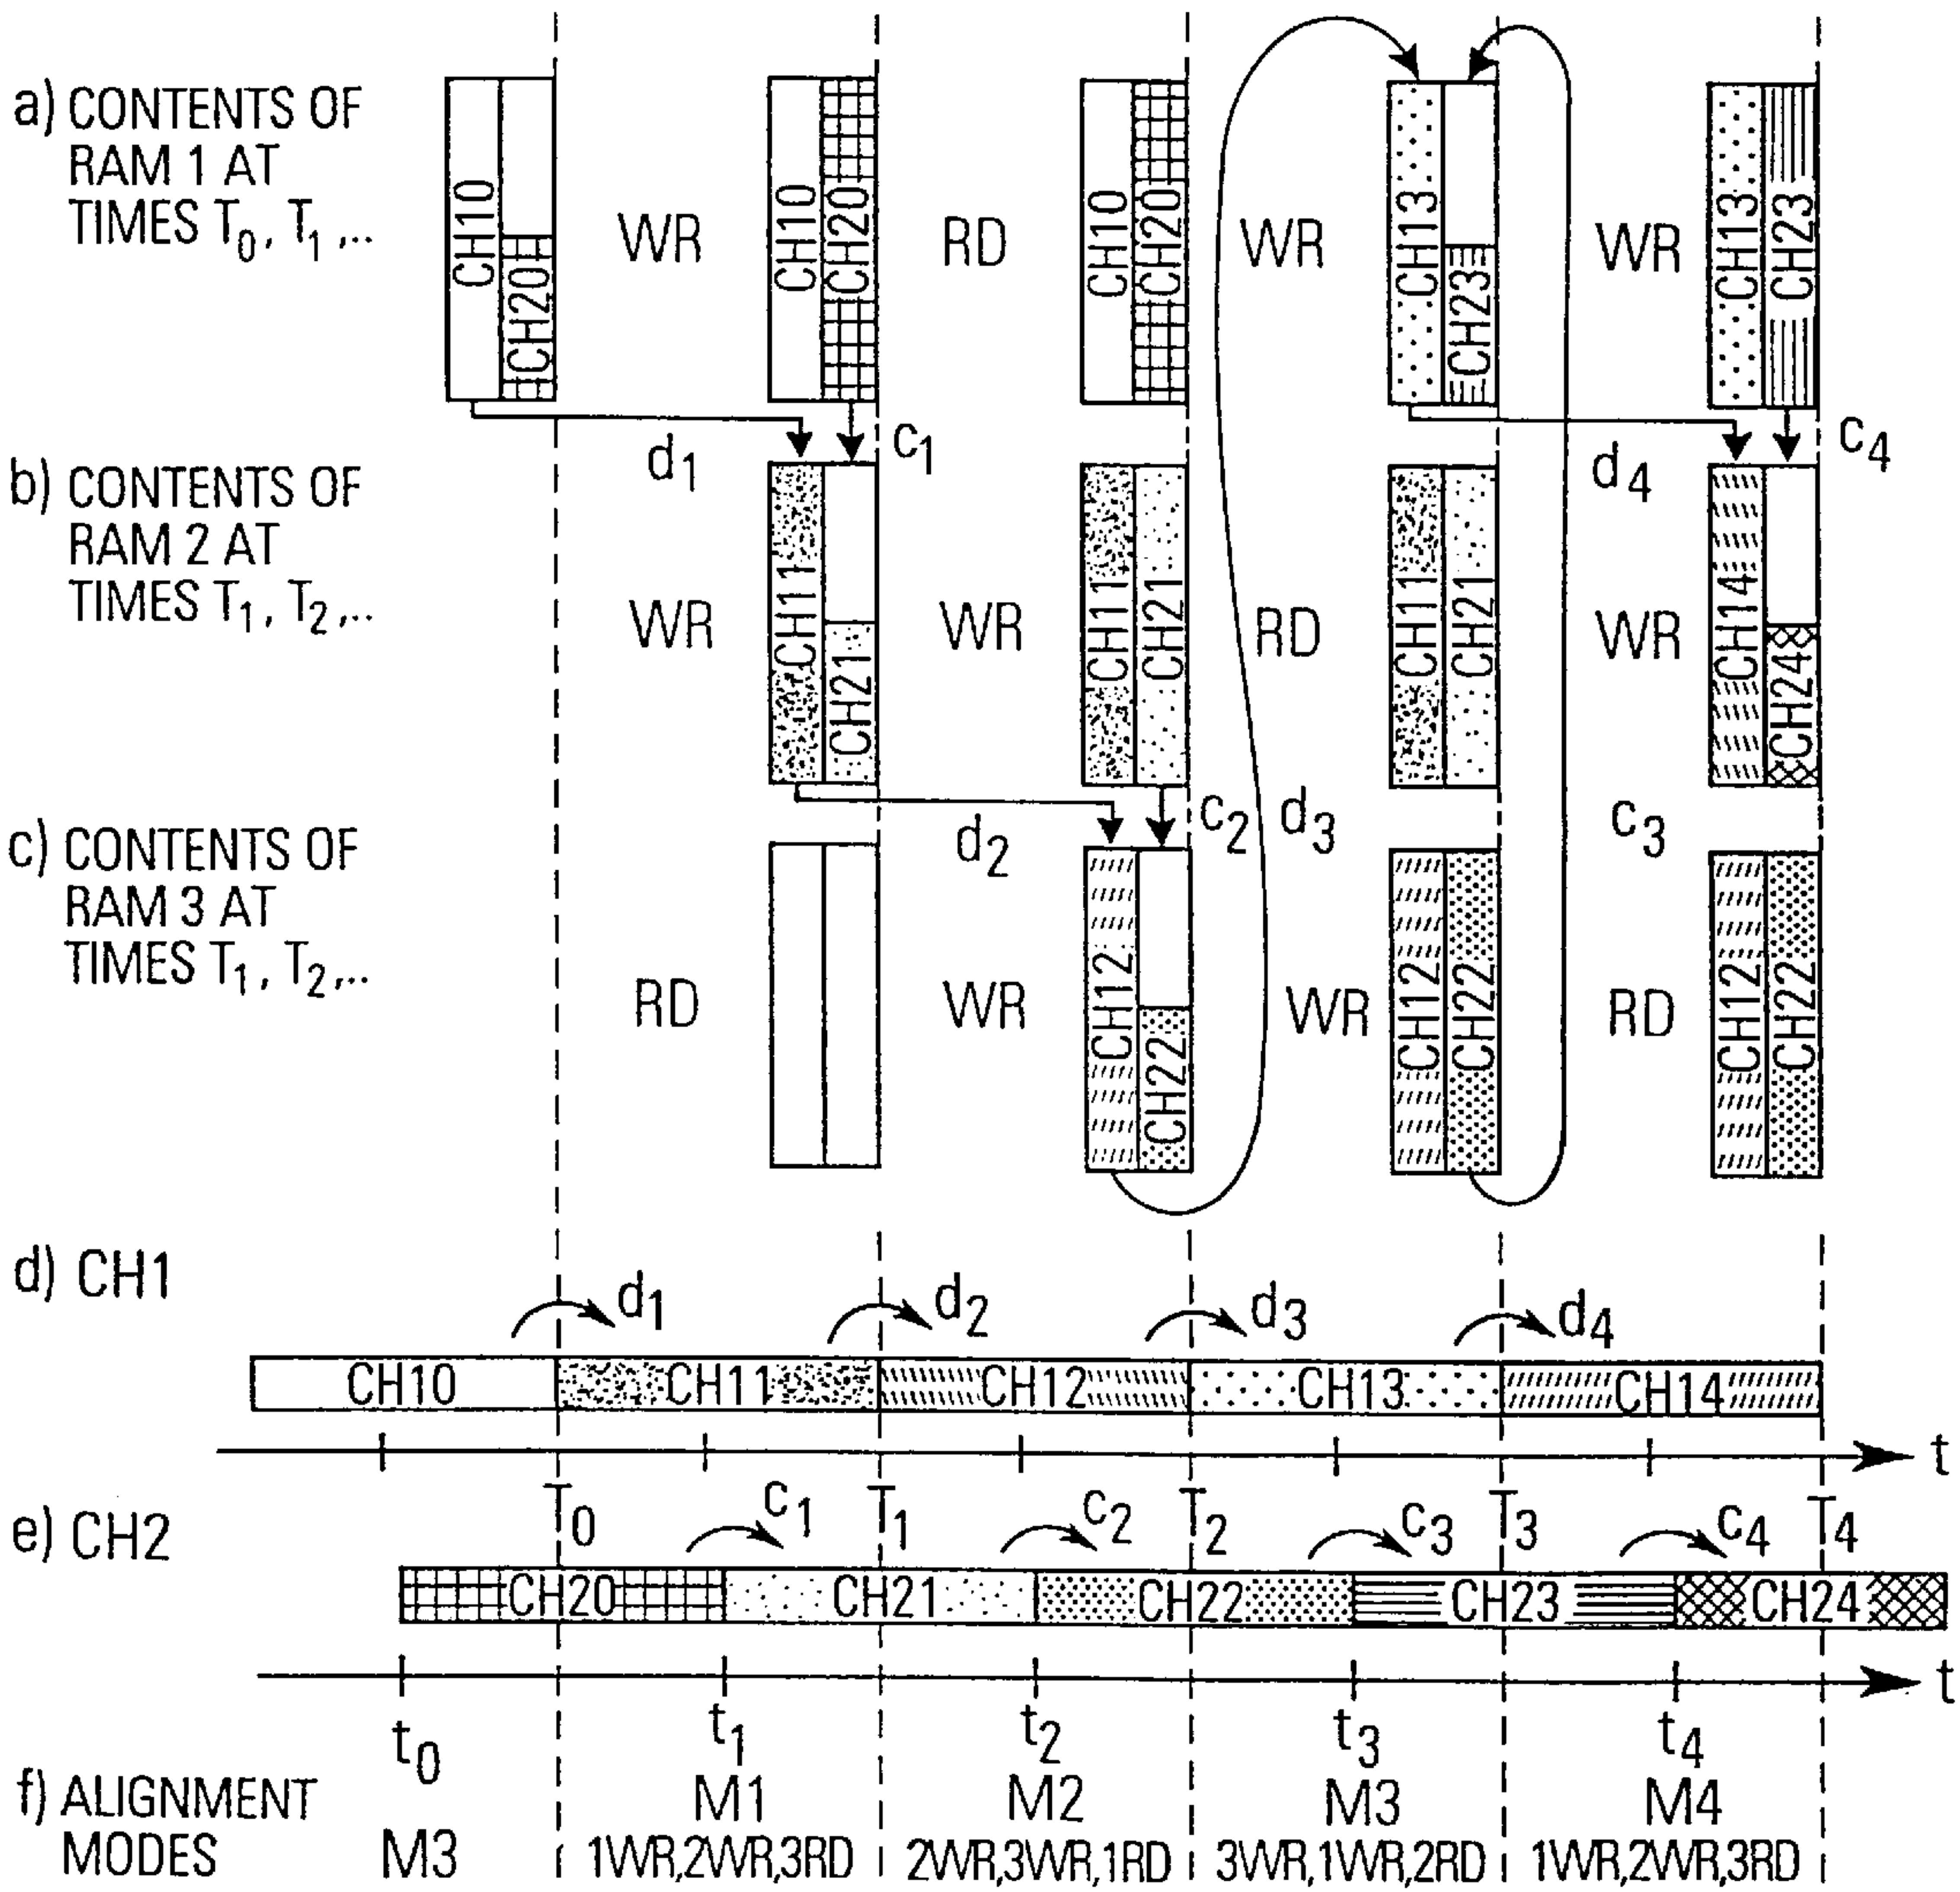 a) CONTENTS OF
RAM 1 AT
TIMES T0, T1,..
CH10
CH20
WR
CH10
CH20
RD
CH10
CH20
WR
CH13
CH23
WR
CH13
CH23
d1
c1
d4
c4
b) CONTENTS OF
RAM 2 AT
TIMES T1, T2,..
WR
CH11
CH21
WR
CH11
CH21
RD
CH11
CH21
WR
CH14
CH24
d2
c2
d3
c3
c) CONTENTS OF
RAM 3 AT
TIMES T1, T2,..
RD
WR
CH12
CH22
WR
CH12
CH22
RD
CH12
CH22
d) CH1
d1
d2
d3
d4
CH10
CH11
CH12
CH13
CH14
t
T0
T1
T2
T3
T4
e) CH2
c1
c2
c3
c4
CH20
CH21
CH22
CH23
CH24
t
t0
t1
t2
t3
t4
f) ALIGNMENT
MODES
M3
M1
1WR,2WR,3RD
M2
2WR,3WR,1RD
M3
3WR,1WR,2RD
M4
1WR,2WR,3RD